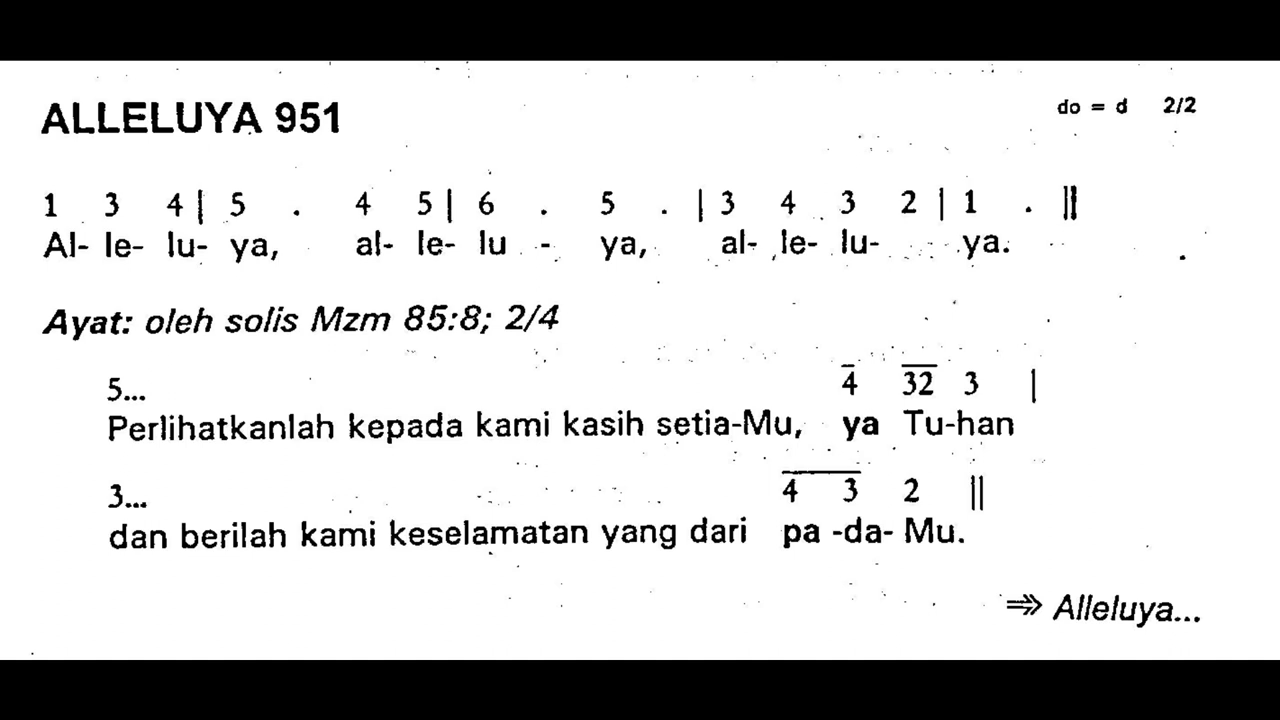 ALLELUYA 951 do = d 2/2
1 3 4 | 5 . 4 5 | 6 . 5 . | 3 4 3 2 | 1 . ||
Al- le- lu- ya, al- le- lu - ya, al- le- lu- ya.
Ayat: oleh solis Mzm 85:8; 2/4
5... 4 32 3 |
Perlihatkanlah kepada kami kasih setia-Mu, ya Tu-han
3... 4 3 2 ||
dan berilah kami keselamatan yang dari pa -da- Mu.
⇒ Alleluya...